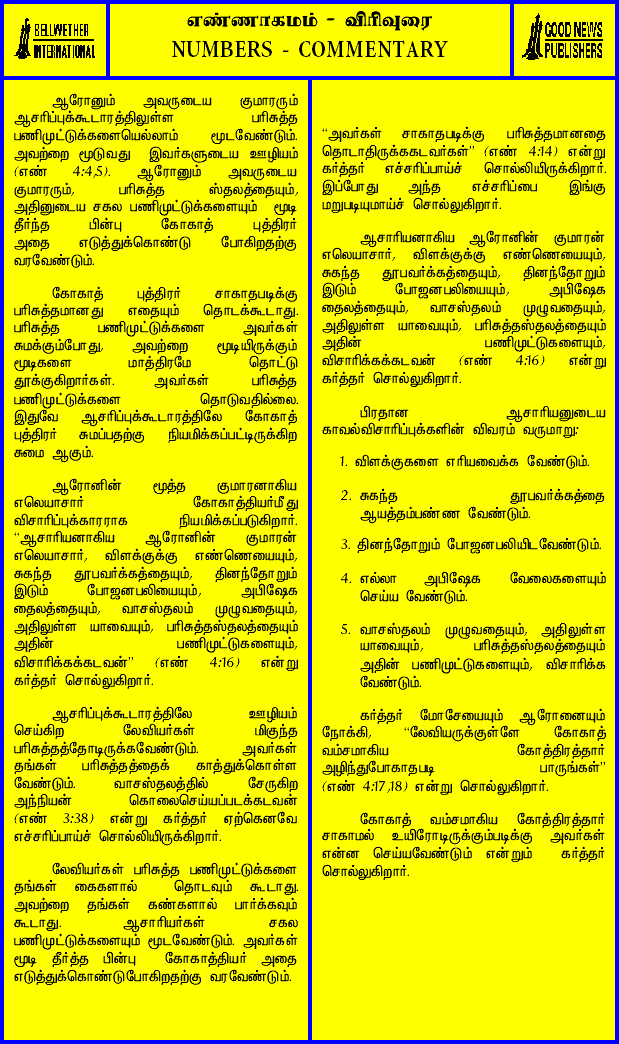 BELLWETHER
INTERNATIONAL
எண்ணாகமம் - விரிவுரை
NUMBERS - COMMENTARY
GOOD NEWS
PUBLISHERS
ஆரோனும் அவருடைய குமாரரும்
ஆசரிப்புக்கூடாரத்திலுள்ள பரிசுத்த
பணிமுட்டுக்களையெல்லாம் மூடவேண்டும்.
அவற்றை மூடுவது இவர்களுடைய ஊழியம்
(எண் 4:4,5). ஆரோனும் அவருடைய
குமாரரும், பரிசுத்த ஸ்தலத்தையும்,
அதினுடைய சகல பணிமுட்டுக்களையும் மூடி
தீர்ந்த பின்பு கோகாத் புத்திரர்
அதை எடுத்துக்கொண்டு போகிறதற்கு
வரவேண்டும்.
கோகாத் புத்திரர் சாகாதபடிக்கு
பரிசுத்தமானது எதையும் தொடக்கூடாது.
பரிசுத்த பணிமுட்டுக்களை அவர்கள்
சுமக்கும்போது, அவற்றை மூடியிருக்கும்
மூடிகளை மாத்திரமே தொட்டு
தூக்குகிறார்கள். அவர்கள் பரிசுத்த
பணிமுட்டுக்களை தொடுவதில்லை.
இதுவே ஆசரிப்புக்கூடாரத்திலே கோகாத்
புத்திரர் சுமப்பதற்கு நியமிக்கப்பட்டிருக்கிற
சுமை ஆகும்.
ஆரோனின் மூத்த குமாரனாகிய
எலெயாசார் கோகாத்தியர்மீது
விசாரிப்புக்காரராக நியமிக்கப்படுகிறார்.
“ஆசாரியனாகிய ஆரோனின் குமாரன்
எலெயாசார், விளக்குக்கு எண்ணெயையும்,
சுகந்த தூபவர்க்கத்தையும், தினந்தோறும்
இடும் போஜனபலியையும், அபிஷேக
தைலத்தையும், வாசஸ்தலம் முழுவதையும்,
அதிலுள்ள யாவையும், பரிசுத்தஸ்தலத்தையும்
அதின் பணிமுட்டுகளையும்,
விசாரிக்கக்கடவன்” (எண் 4:16) என்று
கர்த்தர் சொல்லுகிறார்.
ஆசரிப்புக்கூடாரத்திலே ஊழியம்
செய்கிற லேவியர்கள் மிகுந்த
பரிசுத்தத்தோடிருக்கவேண்டும். அவர்கள்
தங்கள் பரிசுத்தத்தைக் காத்துக்கொள்ள
வேண்டும். வாசஸ்தலத்தில் சேருகிற
அந்நியன் கொலைசெய்யப்படக்கடவன்
(எண் 3:38) என்று கர்த்தர் ஏற்கெனவே
எச்சரிப்பாய்ச் சொல்லியிருக்கிறார்.
லேவியர்கள் பரிசுத்த பணிமுட்டுக்களை
தங்கள் கைகளால் தொடவும் கூடாது.
அவற்றை தங்கள் கண்களால் பார்க்கவும்
கூடாது. ஆசாரியர்கள் சகல
பணிமுட்டுக்களையும் மூடவேண்டும். அவர்கள்
மூடி தீர்த்த பின்பு கோகாத்தியர் அதை
எடுத்துக்கொண்டுபோகிறதற்கு வரவேண்டும்.
“அவர்கள் சாகாதபடிக்கு பரிசுத்தமானதை
தொடாதிருக்ககடவர்கள்” (எண் 4:14) என்று
கர்த்தர் எச்சரிப்பாய்ச் சொல்லியிருக்கிறார்.
இப்போது அந்த எச்சரிப்பை இங்கு
மறுபடியுமாய்ச் சொல்லுகிறார்.
ஆசாரியனாகிய ஆரோனின் குமாரன்
எலெயாசார், விளக்குக்கு எண்ணெயையும்,
சுகந்த தூபவர்க்கத்தையும், தினந்தோறும்
இடும் போஜனபலியையும், அபிஷேக
தைலத்தையும், வாசஸ்தலம் முழுவதையும்,
அதிலுள்ள யாவையும், பரிசுத்தஸ்தலத்தையும்
அதின் பணிமுட்டுகளையும்,
விசாரிக்கக்கடவன் (எண் 4:16) என்று
கர்த்தர் சொல்லுகிறார்.
பிரதான ஆசாரியனுடைய
காவல்விசாரிப்புக்களின் விவரம் வருமாறு:
1. விளக்குகளை எரியவைக்க வேண்டும்.
2. சுகந்த தூபவர்க்கத்தை
ஆயத்தம்பண்ண வேண்டும்.
3. தினந்தோறும் போஜனபலியிடவேண்டும்.
4. எல்லா அபிஷேக வேலைகளையும்
செய்ய வேண்டும்.
5. வாசஸ்தலம் முழுவதையும், அதிலுள்ள
யாவையும், பரிசுத்தஸ்தலத்தையும்
அதின் பணிமுட்டுகளையும், விசாரிக்க
வேண்டும்.
கர்த்தர் மோசேயையும் ஆரோனையும்
நோக்கி, “லேவியருக்குள்ளே கோகாத்
வம்சமாகிய கோத்திரத்தார்
அழிந்துபோகாதபடி பாருங்கள்”
(எண் 4:17,18) என்று சொல்லுகிறார்.
கோகாத் வம்சமாகிய கோத்திரத்தார்
சாகாமல் உயிரோடிருக்கும்படிக்கு அவர்கள்
என்ன செய்யவேண்டும் என்றும் கர்த்தர்
சொல்லுகிறார்.